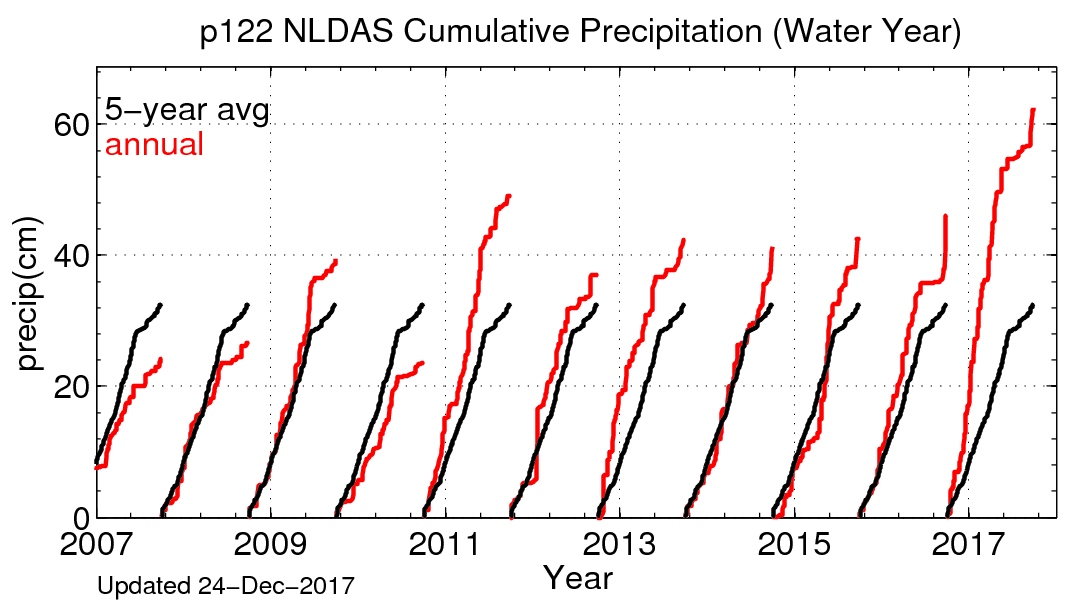 p122 NLDAS Cumulative Precipitation (Water Year)
5−year avg
annual
60
40
20
0
precip(cm)
2007 2009 2011 2013 2015 2017
Year
Updated 24−Dec−2017